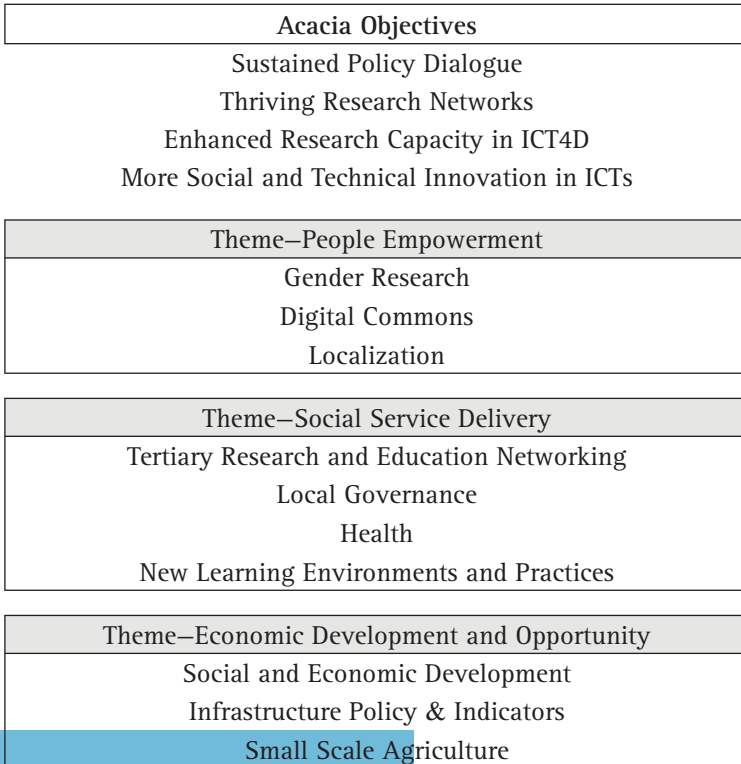 Acacia Objectives
Sustained Policy Dialogue
Thriving Research Networks
Enhanced Research Capacity in ICT4D
More Social and Technical Innovation in ICTs
Theme—People Empowerment
Gender Research
Digital Commons
Localization
Theme—Social Service Delivery
Tertiary Research and Education Networking
Local Governance
Health
New Learning Environments and Practices
Theme—Economic Development and Opportunity
Social and Economic Development
Infrastructure Policy & Indicators
Small Scale Agriculture